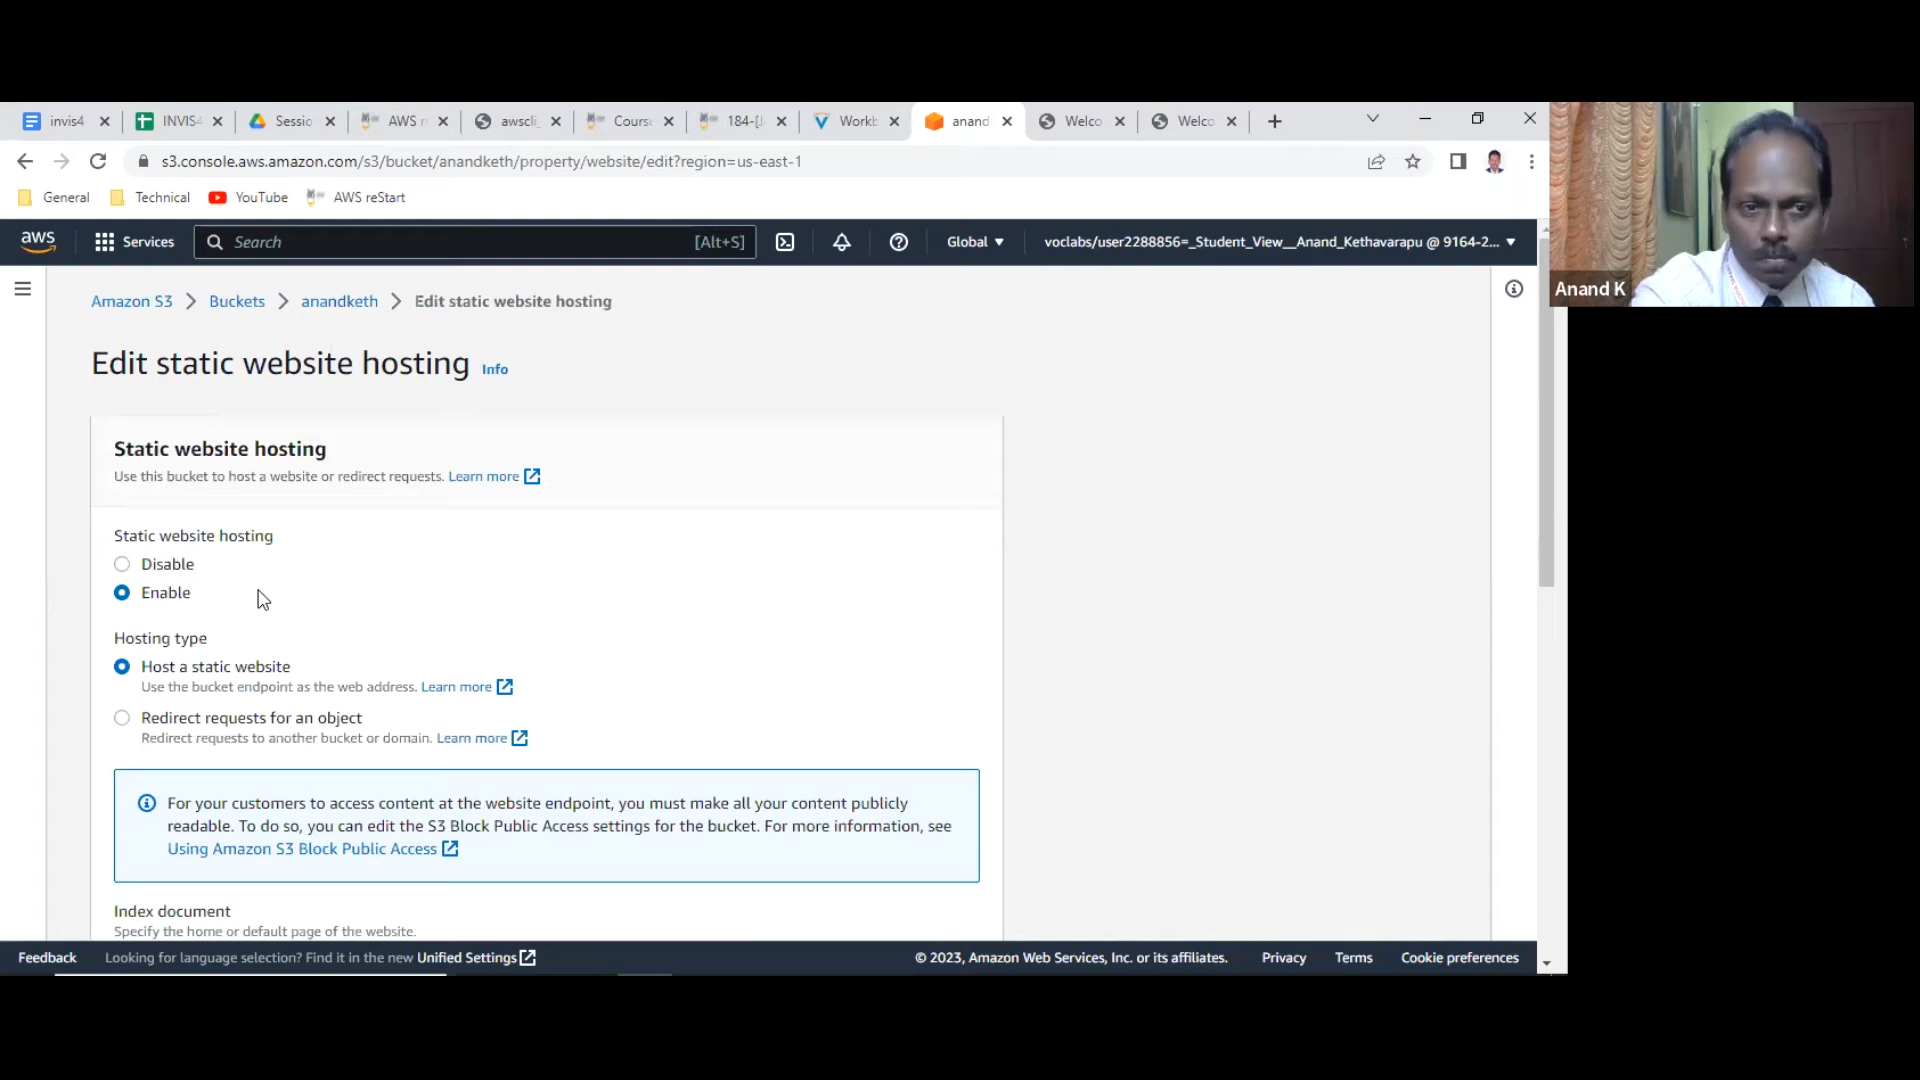 invis4
INVIS4
Sessio
AWS r
awscli_
Course
184-[J
Workb
anand
Welco
Welco
s3.console.aws.amazon.com/s3/bucket/anandketh/property/website/edit?region=us-east-1
General
Technical
YouTube
AWS reStart
aws
Services
Search
[Alt+S]
Global
voclabs/user2288856=_Student_View__Anand_Kethavarapu @ 9164-2...
Anand K
Amazon S3 > Buckets > anandketh > Edit static website hosting
Edit static website hosting Info
Static website hosting
Use this bucket to host a website or redirect requests. Learn more
Static website hosting
Disable
Enable
Hosting type
Host a static website
Use the bucket endpoint as the web address. Learn more
Redirect requests for an object
Redirect requests to another bucket or domain. Learn more
For your customers to access content at the website endpoint, you must make all your content publicly
readable. To do so, you can edit the S3 Block Public Access settings for the bucket. For more information, see
Using Amazon S3 Block Public Access
Index document
Specify the home or default page of the website.
Feedback
Looking for language selection? Find it in the new Unified Settings
© 2023, Amazon Web Services, Inc. or its affiliates.
Privacy
Terms
Cookie preferences